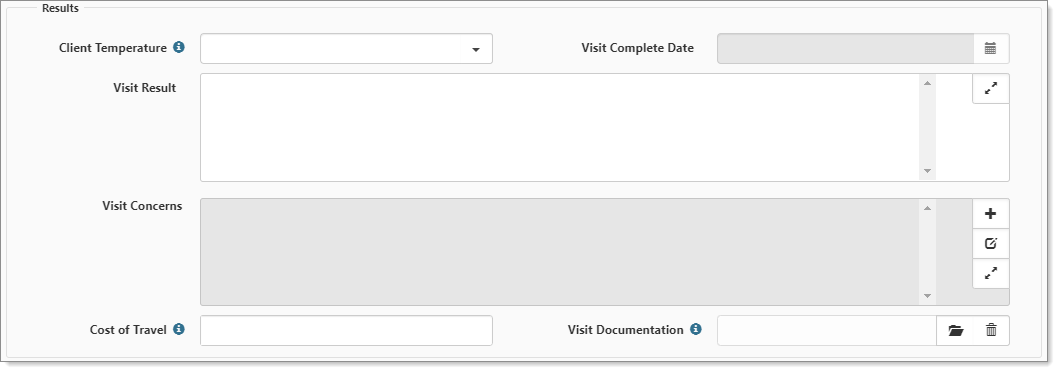 Results
Client Temperature
Visit Complete Date
Visit Result
Visit Concerns
Cost of Travel
Visit Documentation